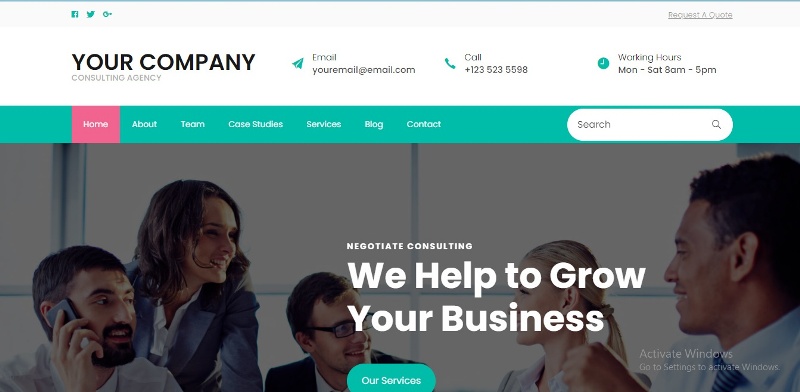 Request A Quote
YOUR COMPANY
CONSULTING AGENCY
Email
youremail@email.com
Call
+123 523 5598
Working Hours
Mon - Sat 8am - 5pm
Home About Team Case Studies Services Blog Contact
Search
NEGOTIATE CONSULTING
We Help to Grow
Your Business
Our Services
Activate Windows
Go to Settings to activate Windows.